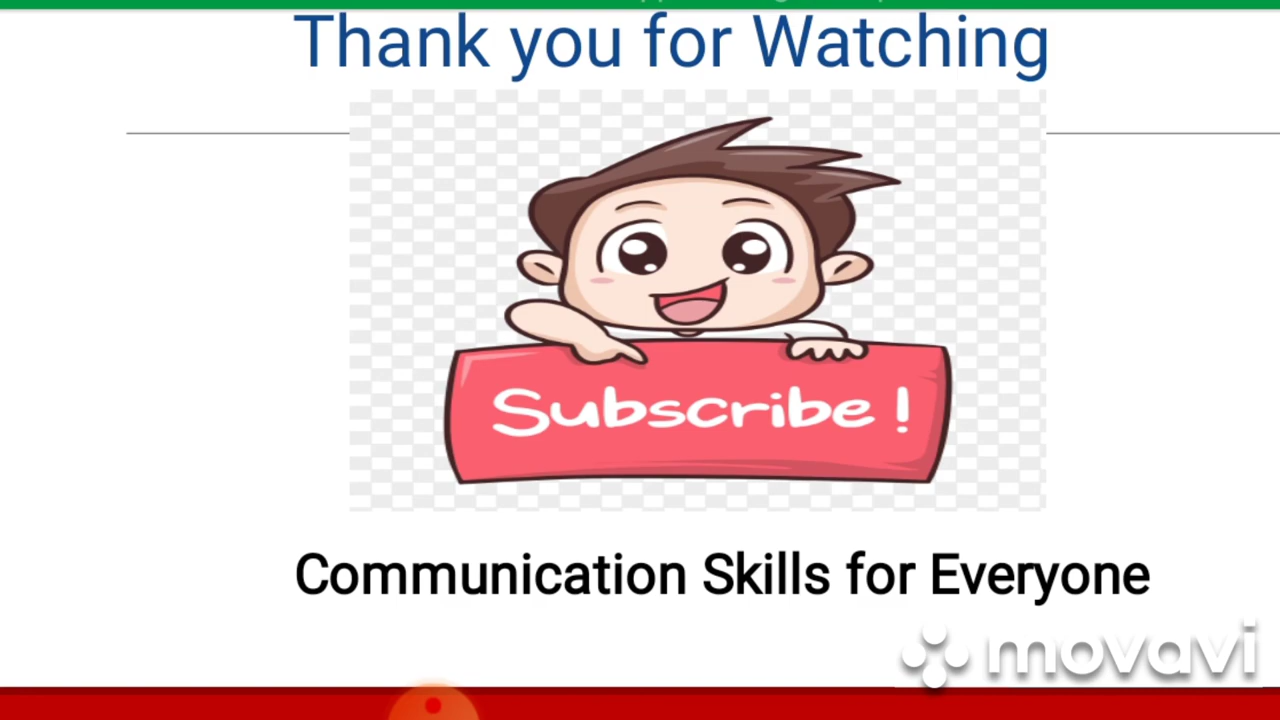 Thank you for Watching
Subscribe!
Communication Skills for Everyone
movavi